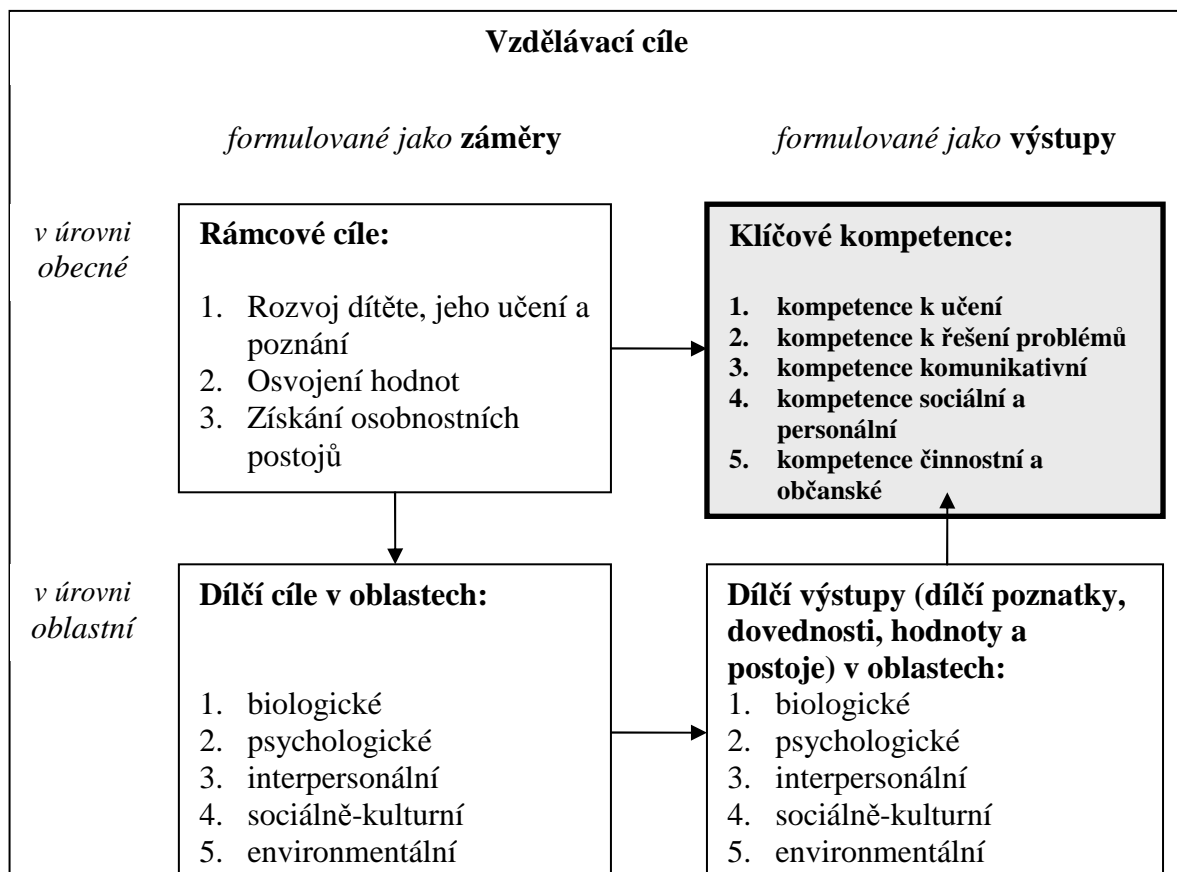 Vzdělávací cíle
formulované jako záměry
formulované jako výstupy
v úrovni
obecné
Rámcové cíle:
1. Rozvoj dítěte, jeho učení a
poznání
2. Osvojení hodnot
3. Získání osobnostních
postojů
Klíčové kompetence:
1. kompetence k učení
2. kompetence k řešení problémů
3. kompetence komunikativní
4. kompetence sociální a
personální
5. kompetence činnostní a
občanské
v úrovni
oblastní
Dílčí cíle v oblastech:
1. biologické
2. psychologické
3. interpersonální
4. sociálně-kulturní
5. environmentální
Dílčí výstupy (dílčí poznatky,
dovednosti, hodnoty a
postoje) v oblastech:
1. biologické
2. psychologické
3. interpersonální
4. sociálně-kulturní
5. environmentální